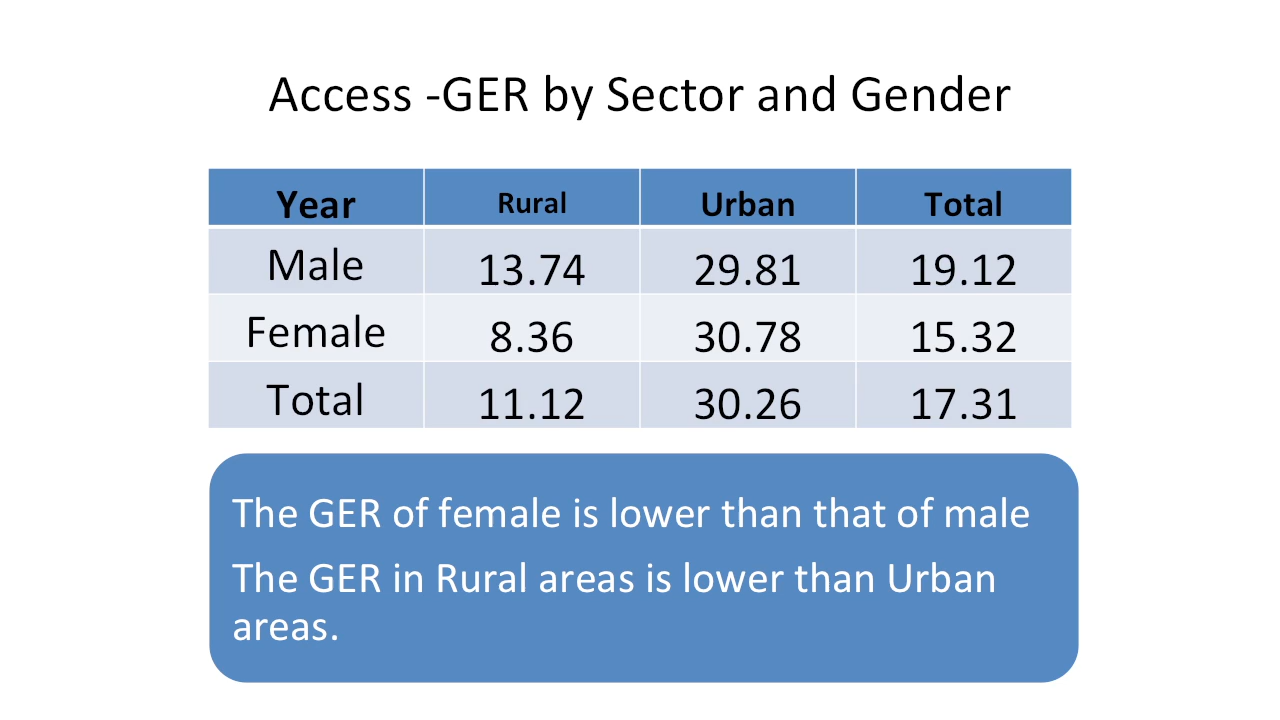 Access -GER by Sector and Gender
Year Rural Urban Total
Male 13.74 29.81 19.12
Female 8.36 30.78 15.32
Total 11.12 30.26 17.31
The GER of female is lower than that of male
The GER in Rural areas is lower than Urban
areas.